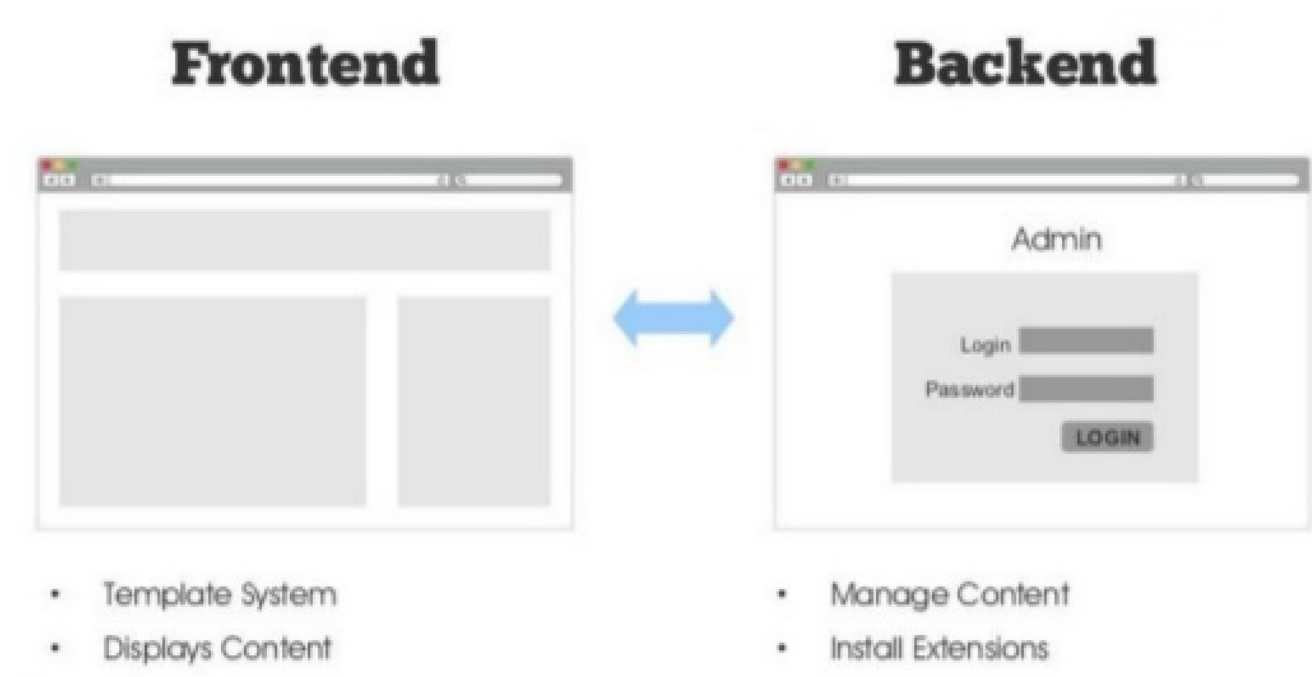 Frontend
Backend
Admin
Login
Password
LOGIN
• Template System
• Displays Content
• Manage Content
• Install Extensions